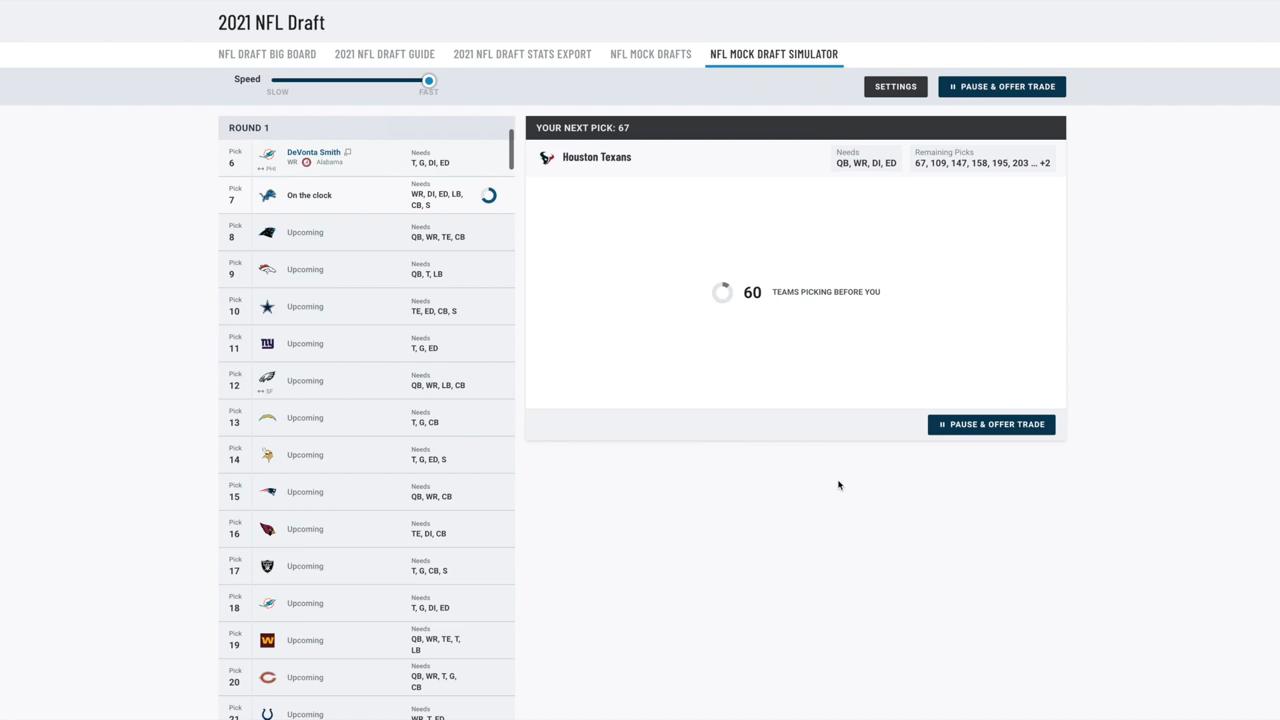 2021 NFL Draft
NFL DRAFT BIG BOARD
2021 NFL DRAFT GUIDE
2021 NFL DRAFT STATS EXPORT
NFL MOCK DRAFTS
NFL MOCK DRAFT SIMULATOR
Speed
SLOW
FAST
SETTINGS
PAUSE & OFFER TRADE
ROUND 1
Pick
6
↔ PHI
DeVonta Smith
WR Alabama
Needs
T, G, DI, ED
Pick
7
On the clock
Needs
WR, DI, ED, LB,
CB, S
Pick
8
Upcoming
Needs
QB, WR, TE, CB
Pick
9
Upcoming
Needs
QB, T, LB
Pick
10
Upcoming
Needs
TE, ED, CB, S
Pick
11
ny
Upcoming
Needs
T, G, ED
Pick
12
↔ SF
Upcoming
Needs
QB, WR, LB, CB
Pick
13
Upcoming
Needs
T, G, CB
Pick
14
Upcoming
Needs
T, G, ED, S
Pick
15
Upcoming
Needs
QB, WR, CB
Pick
16
Upcoming
Needs
TE, DI, CB
Pick
17
Upcoming
Needs
T, G, CB, S
Pick
18
Upcoming
Needs
T, G, DI, ED
Pick
19
W
Upcoming
Needs
QB, WR, TE, T,
LB
Pick
20
Upcoming
Needs
QB, WR, T, G,
CB
Pick
21
Upcoming
Needs
WR, T, ED
YOUR NEXT PICK: 67
Houston Texans
Needs
QB, WR, DI, ED
Remaining Picks
67, 109, 147, 158, 195, 203 ... +2
60 TEAMS PICKING BEFORE YOU
PAUSE & OFFER TRADE